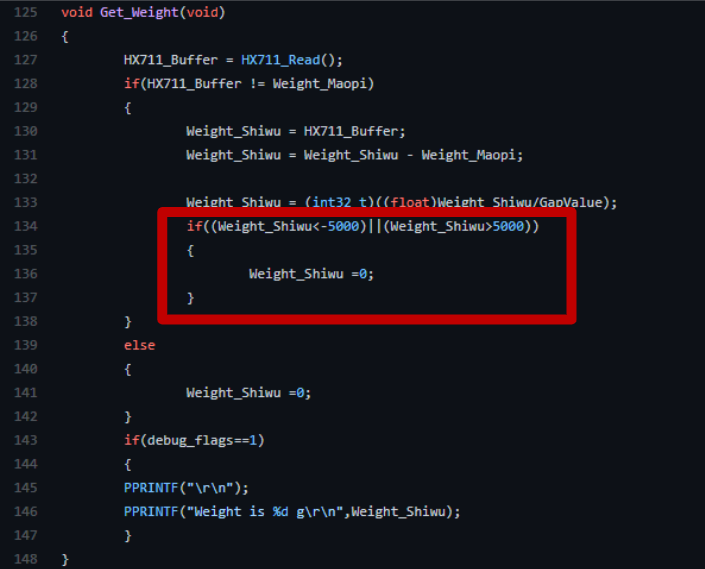 125 void Get_Weight(void)
126 {
127 HX711_Buffer = HX711_Read();
128 if(HX711_Buffer != Weight_Maopi)
129 {
130 Weight_Shiwu = HX711_Buffer;
131 Weight_Shiwu = Weight_Shiwu - Weight_Maopi;
132
133 Weight_Shiwu = (int32_t)((float)Weight_Shiwu/GapValue);
134 if((Weight_Shiwu<-5000)||(Weight_Shiwu>5000))
135 {
136 Weight_Shiwu =0;
137 }
138 }
139 else
140 {
141 Weight_Shiwu =0;
142 }
143 if(debug_flags==1)
144 {
145 PPRINTF("\r\n");
146 PPRINTF("Weight is %d g\r\n",Weight_Shiwu);
147 }
148 }